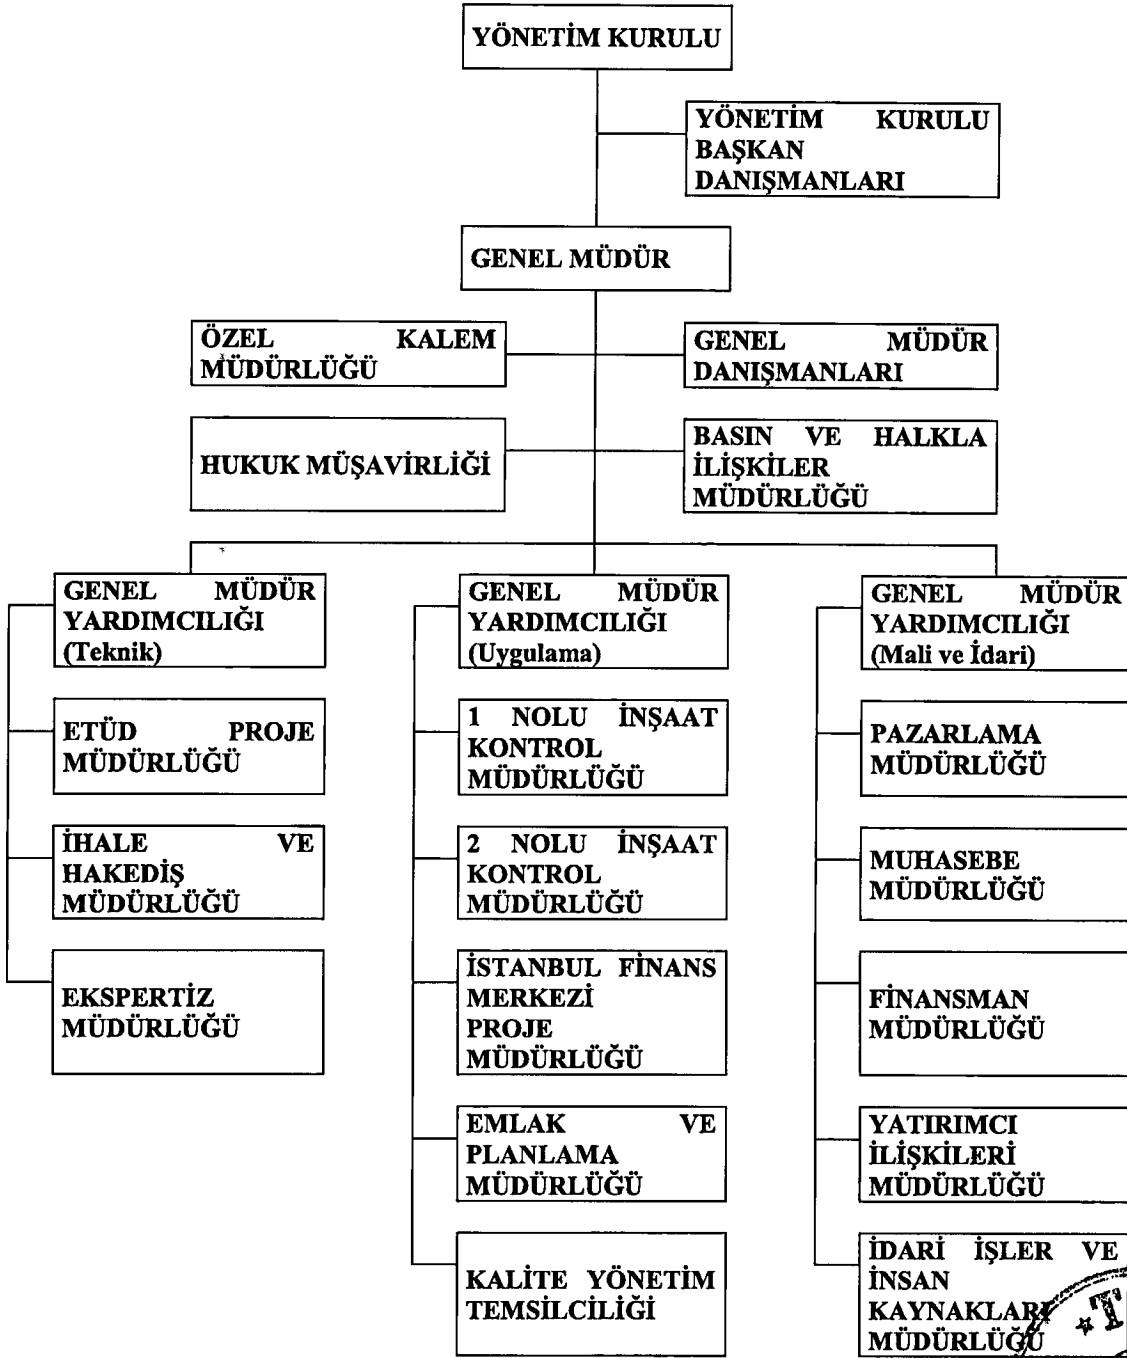 YÖNETİM KURULU
YÖNETİM KURULU
BAŞKAN
DANIŞMANLARI
GENEL MÜDÜR
ÖZEL KALEM
MÜDÜRLÜĞÜ
GENEL MÜDÜR
DANIŞMANLARI
HUKUK MÜŞAVİRLİĞİ
BASIN VE HALKLA
İLİŞKİLER
MÜDÜRLÜĞÜ
GENEL MÜDÜR
YARDIMCILIĞI
(Teknik)
ETÜD PROJE
MÜDÜRLÜĞÜ
İHALE VE
HAKEDİŞ
MÜDÜRLÜĞÜ
EKSPERTİZ
MÜDÜRLÜĞÜ
GENEL MÜDÜR
YARDIMCILIĞI
(Uygulama)
1 NOLU İNŞAAT
KONTROL
MÜDÜRLÜĞÜ
2 NOLU İNŞAAT
KONTROL
MÜDÜRLÜĞÜ
İSTANBUL FİNANS
MERKEZİ
PROJE
MÜDÜRLÜĞÜ
EMLAK VE
PLANLAMA
MÜDÜRLÜĞÜ
KALİTE YÖNETİM
TEMSİLCİLİĞİ
GENEL MÜDÜR
YARDIMCILIĞI
(Mali ve İdari)
PAZARLAMA
MÜDÜRLÜĞÜ
MUHASEBE
MÜDÜRLÜĞÜ
FİNANSMAN
MÜDÜRLÜĞÜ
YATIRIMCI
İLİŞKİLERİ
MÜDÜRLÜĞÜ
İDARİ İŞLER VE
İNSAN
KAYNAKLARI
MÜDÜRLÜĞÜ